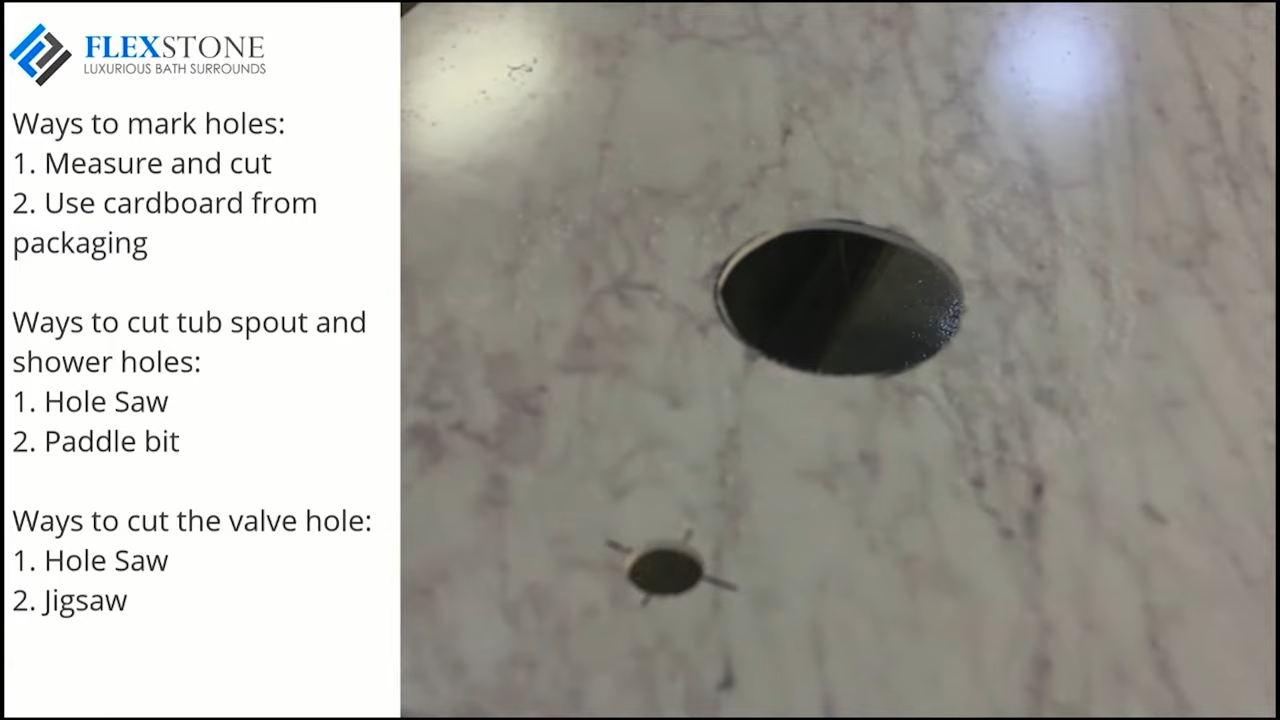 FLEXSTONE
LUXURIOUS BATH SURROUNDS
Ways to mark holes:
1. Measure and cut
2. Use cardboard from
packaging
Ways to cut tub spout and
shower holes:
1. Hole Saw
2. Paddle bit
Ways to cut the valve hole:
1. Hole Saw
2. Jigsaw